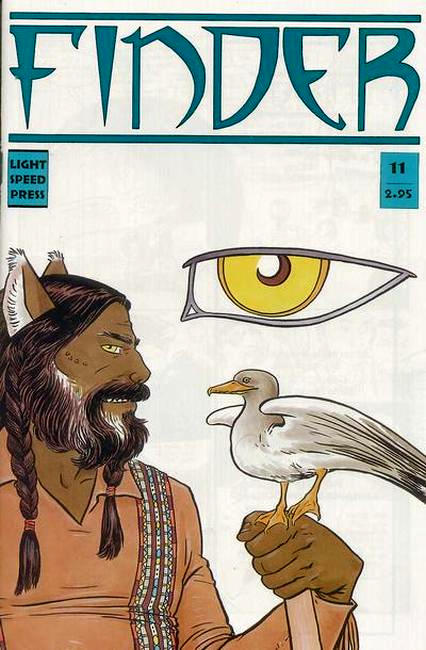 FINDER
LIGHT
SPEED
PRESS
11
2.95